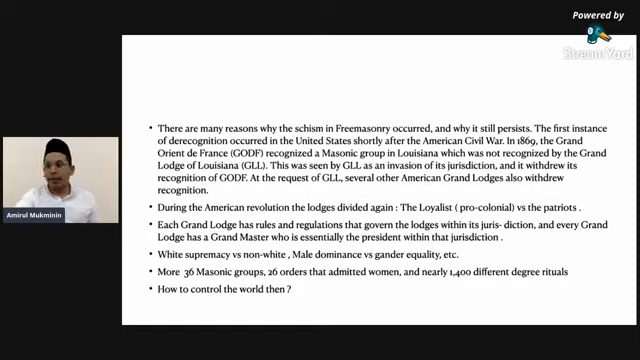 Powered by
StreamYard
• There are many reasons why the schism in Freemasonry occurred, and why it still persists. The first instance
of derecognition occurred in the United States shortly after the American Civil War. In 1869, the Grand
Orient de France (GODF) recognized a Masonic group in Louisiana which was not recognized by the Grand
Lodge of Louisiana (GLL). This was seen by GLL as an invasion of its jurisdiction, and it withdrew its
recognition of GODF. At the request of GLL, several other American Grand Lodges also withdrew
recognition.
• During the American revolution the lodges divided again : The Loyalist ( pro-colonial) vs the patriots .
• Each Grand Lodge has rules and regulations that govern the lodges within its juris- diction, and every Grand
Lodge has a Grand Master who is essentially the president within that jurisdiction .
• White supremacy vs non-white , Male dominance vs gander equality, etc.
• More 36 Masonic groups, 26 orders that admitted women, and nearly 1,400 different degree rituals
• How to control the world then ?
Amirul Mukminin